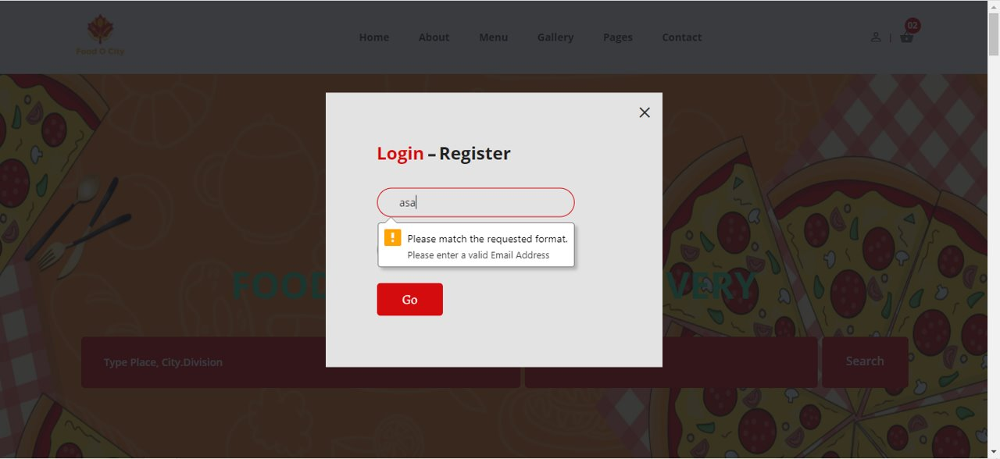 Food O City
Home About Menu Gallery Pages Contact
02
Login – Register
asa
Please match the requested format.
Please enter a valid Email Address
Go
FOOD VERY
Type Place, City.Division
Search